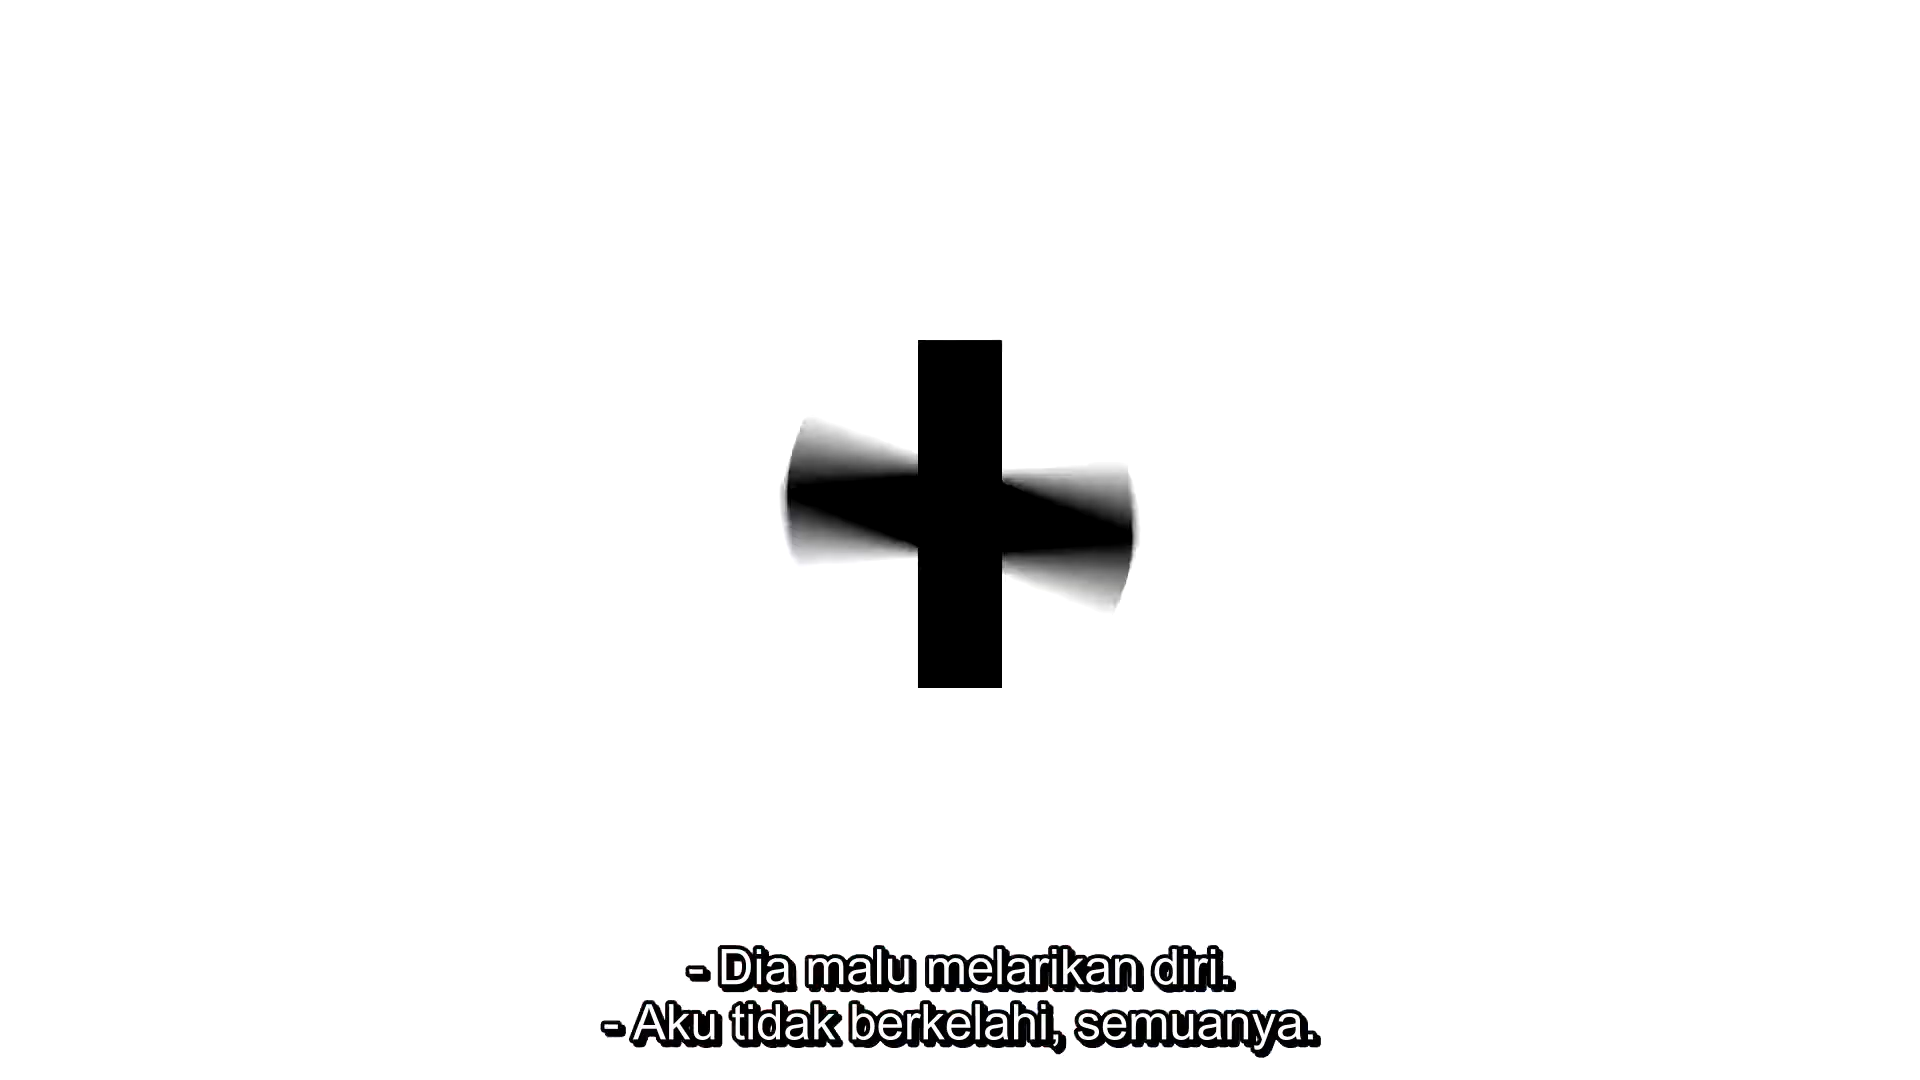 - Dia malu melarikan diri.
- Aku tidak berkelahi, semuanya.